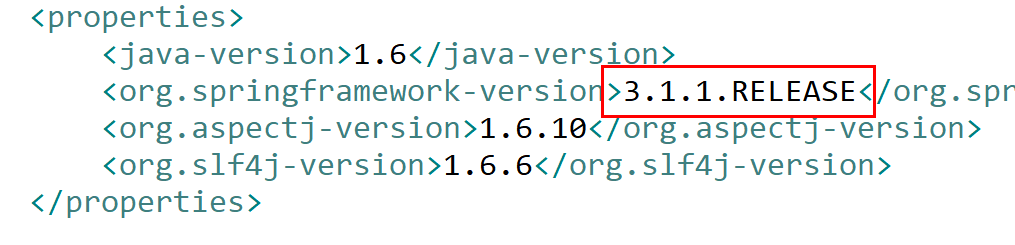 <properties>
<java-version>1.6</java-version>
<org.springframework-version>3.1.1.RELEASE</org.spr
<org.aspectj-version>1.6.10</org.aspectj-version>
<org.slf4j-version>1.6.6</org.slf4j-version>
</properties>